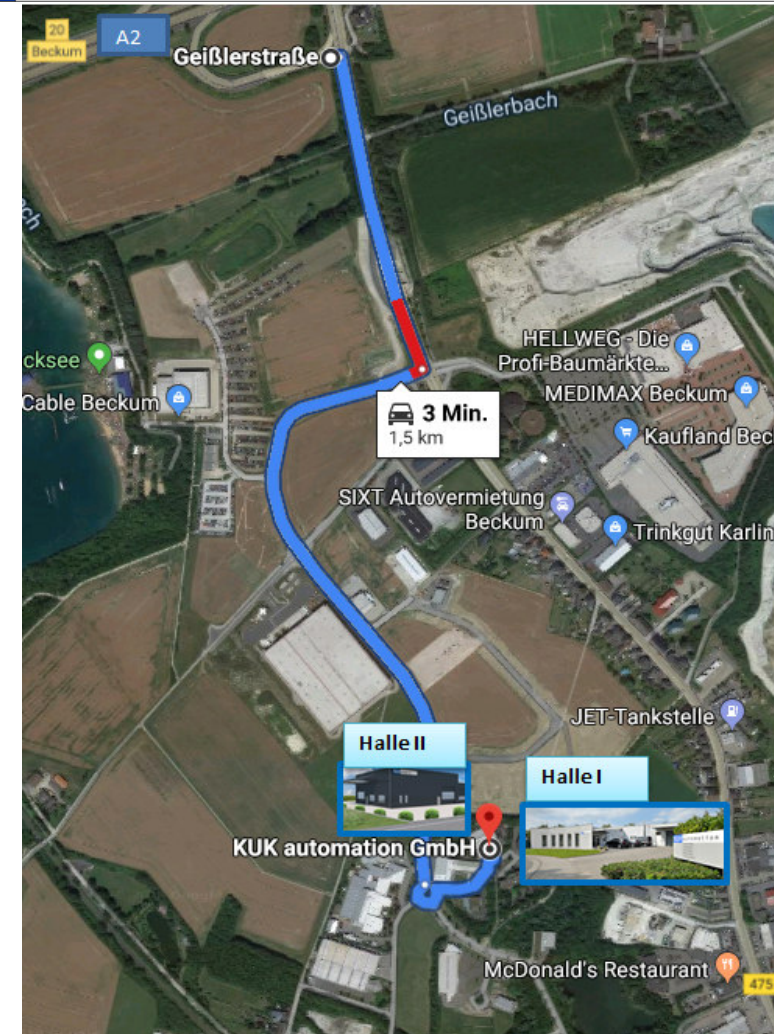 20
Beckum
A2
Geißlerstraße
Geißlerbach
ch
HELLWEG - Die
Profi-Baumärkte...
cksee
MEDIMAX Beckum
Cable Beckum
3 Min.
1,5 km
Kaufland Bec
SIXT Autovermietung
Beckum
Trinkgut Karlin
JET-Tankstelle
Halle II
Halle I
KUK automation GmbH
McDonald's Restaurant
475